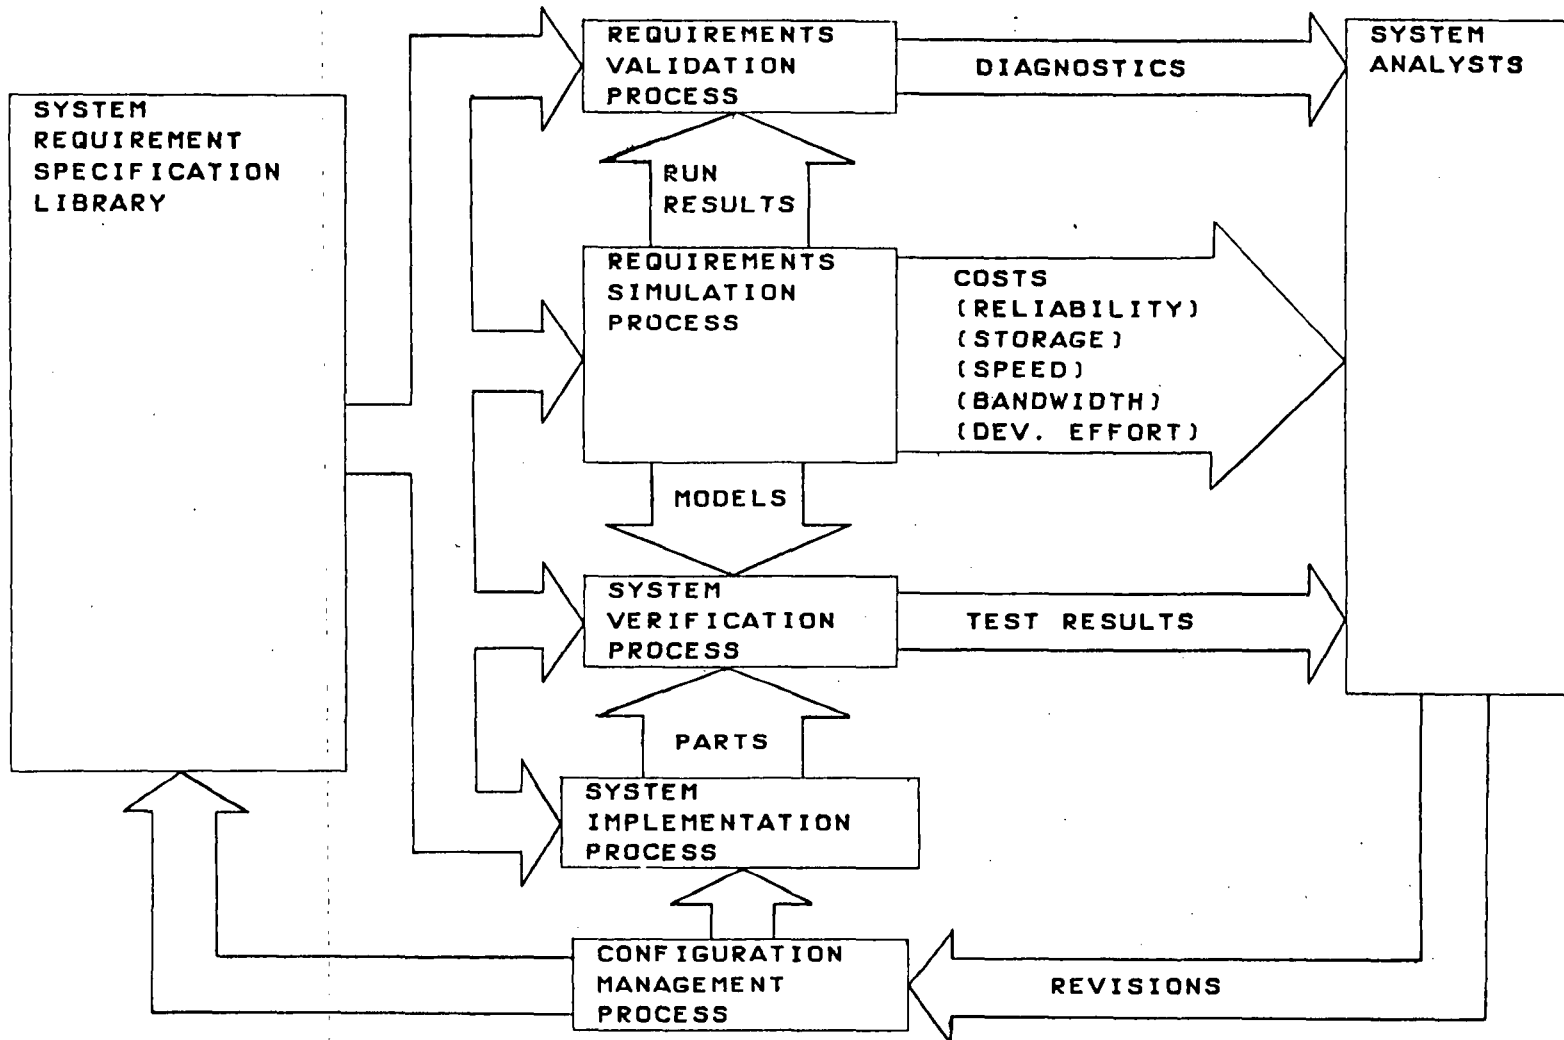 SYSTEM
REQUIREMENT
SPECIFICATION
LIBRARY
REQUIREMENTS
VALIDATION
PROCESS
DIAGNOSTICS
SYSTEM
ANALYSTS
RUN
RESULTS
REQUIREMENTS
SIMULATION
PROCESS
COSTS
(RELIABILITY)
(STORAGE)
(SPEED)
(BANDWIDTH)
(DEV. EFFORT)
MODELS
SYSTEM
VERIFICATION
PROCESS
TEST RESULTS
PARTS
SYSTEM
IMPLEMENTATION
PROCESS
CONFIGURATION
MANAGEMENT
PROCESS
REVISIONS